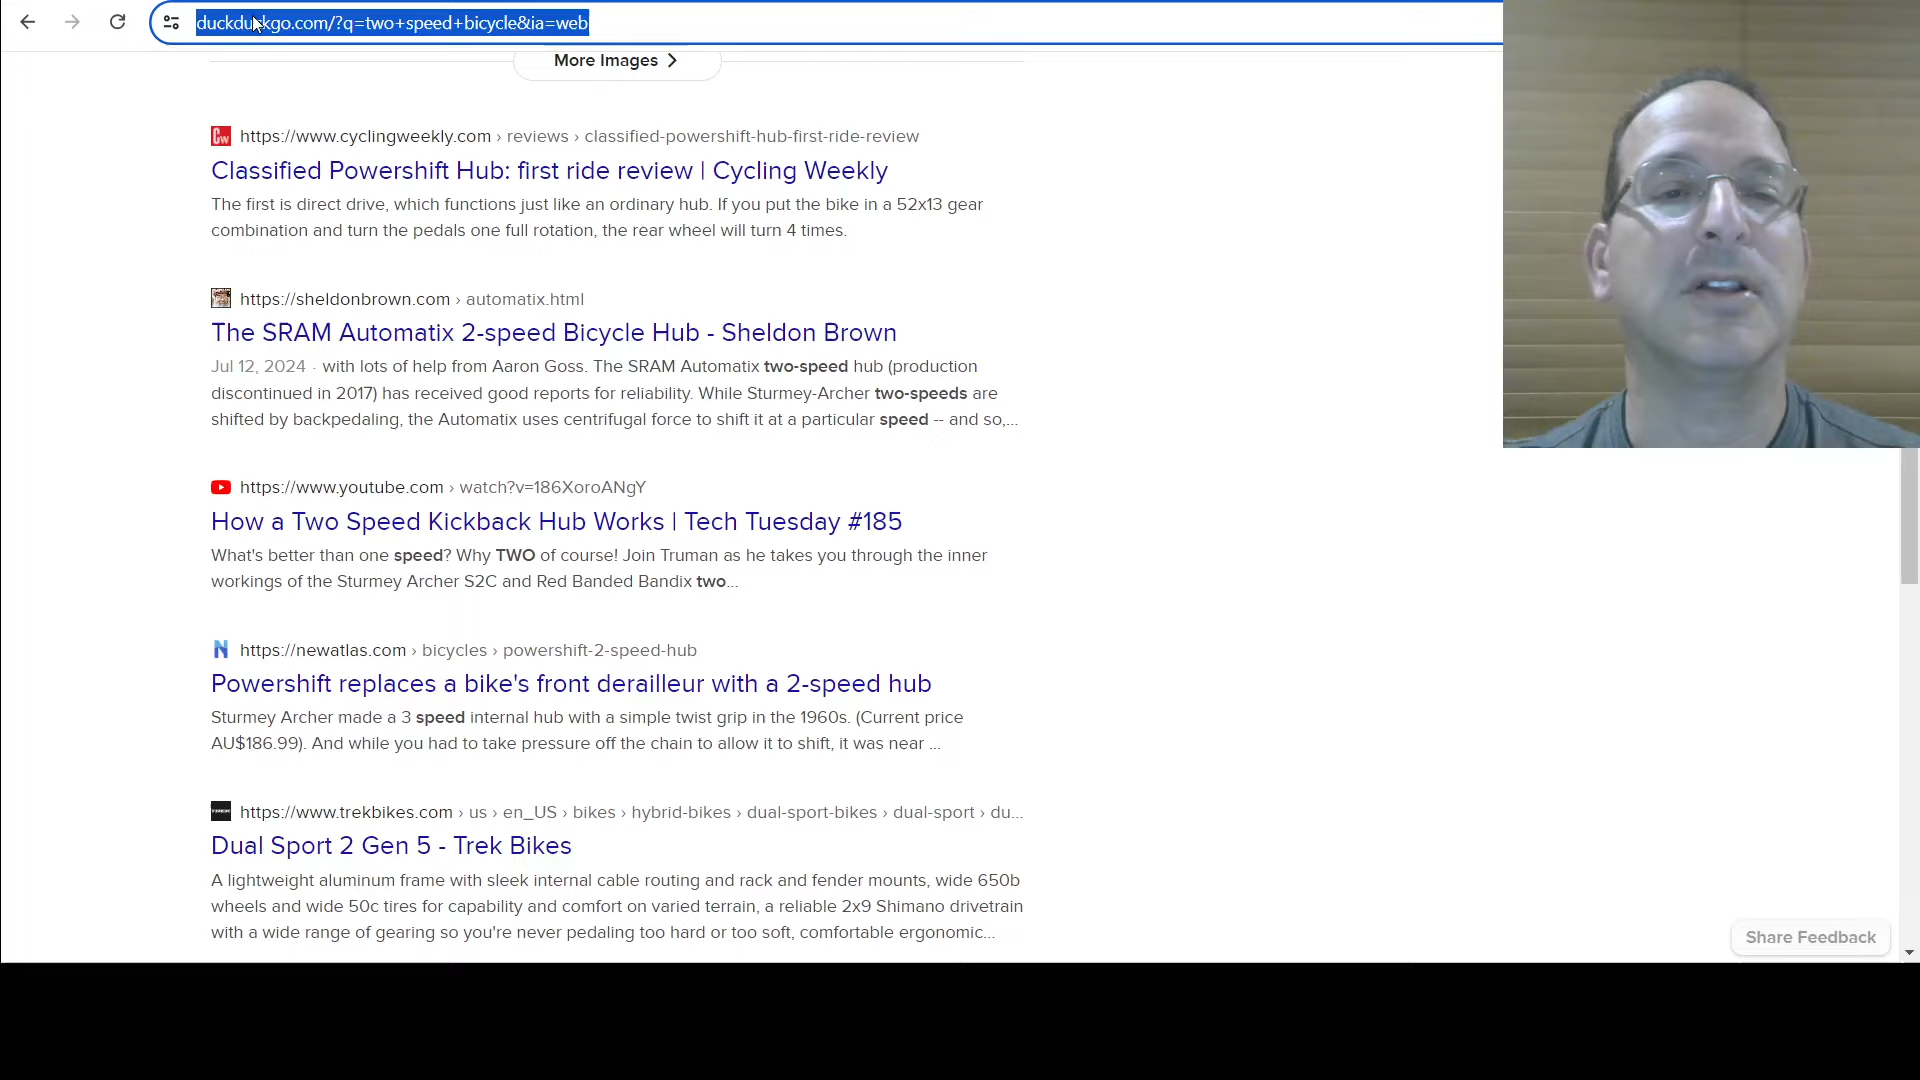 duckduckgo.com/?q=two+speed+bicycle&ia=web
More Images
https://www.cyclingweekly.com › reviews › classified-powershift-hub-first-ride-review
Classified Powershift Hub: first ride review | Cycling Weekly
The first is direct drive, which functions just like an ordinary hub. If you put the bike in a 52x13 gear
combination and turn the pedals one full rotation, the rear wheel will turn 4 times.
https://sheldonbrown.com › automatix.html
The SRAM Automatix 2-speed Bicycle Hub - Sheldon Brown
Jul 12, 2024 · with lots of help from Aaron Goss. The SRAM Automatix two-speed hub (production
discontinued in 2017) has received good reports for reliability. While Sturmey-Archer two-speeds are
shifted by backpedaling, the Automatix uses centrifugal force to shift it at a particular speed -- and so,...
https://www.youtube.com › watch?v=186XoroANgY
How a Two Speed Kickback Hub Works | Tech Tuesday #185
What's better than one speed? Why TWO of course! Join Truman as he takes you through the inner
workings of the Sturmey Archer S2C and Red Banded Bandix two...
https://newatlas.com › bicycles › powershift-2-speed-hub
Powershift replaces a bike's front derailleur with a 2-speed hub
Sturmey Archer made a 3 speed internal hub with a simple twist grip in the 1960s. (Current price
AU$186.99). And while you had to take pressure off the chain to allow it to shift, it was near ...
https://www.trekbikes.com › us › en_US › bikes › hybrid-bikes › dual-sport-bikes › dual-sport › du...
Dual Sport 2 Gen 5 - Trek Bikes
A lightweight aluminum frame with sleek internal cable routing and rack and fender mounts, wide 650b
wheels and wide 50c tires for capability and comfort on varied terrain, a reliable 2x9 Shimano drivetrain
with a wide range of gearing so you're never pedaling too hard or too soft, comfortable ergonomic...
Share Feedback